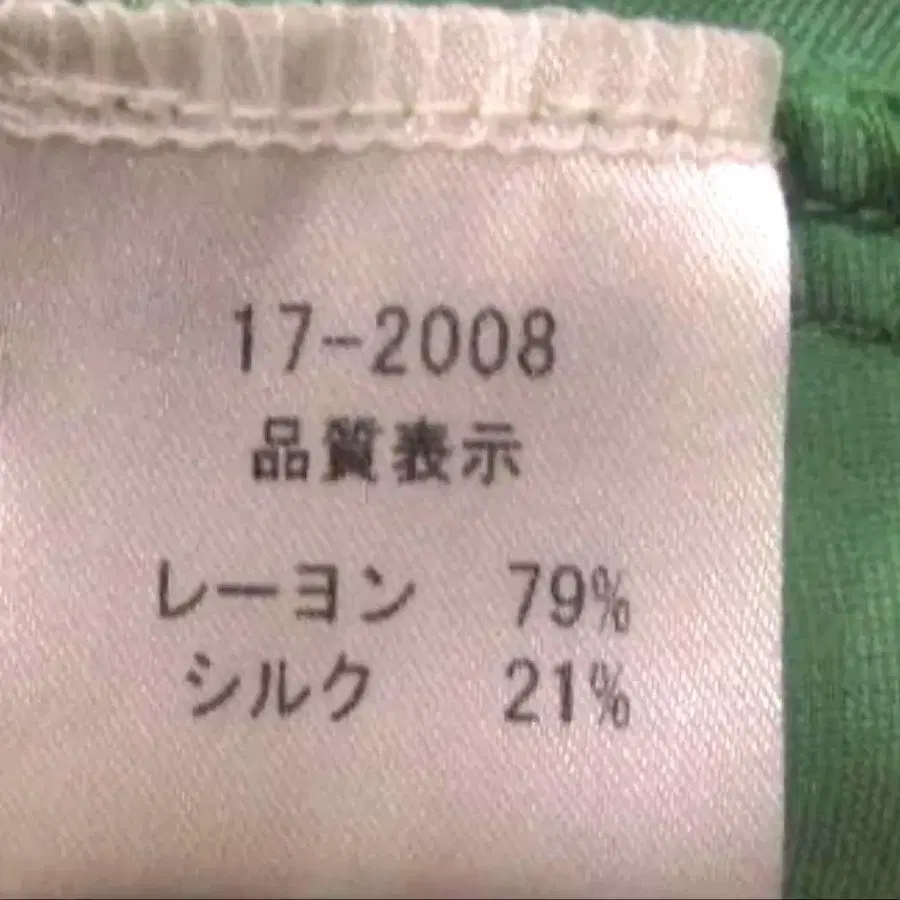 17-2008
品質表示
レーヨン 79%
シルク 21%